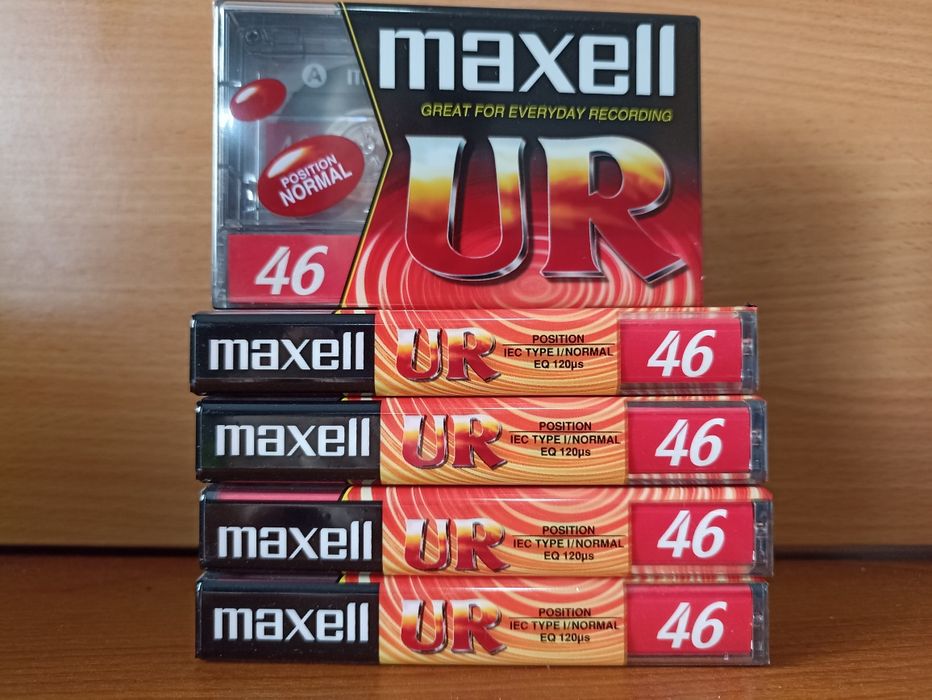 maxell
GREAT FOR EVERYDAY RECORDING
UR
A m
POSITION
NORMAL
46
maxell UR POSITION
IEC TYPE I/NORMAL
EQ 120µs
46
maxell UR POSITION
IEC TYPE I/NORMAL
EQ 120µs
46
maxell UR POSITION
IEC TYPE I/NORMAL
EQ 120µs
46
maxell UR POSITION
IEC TYPE I/NORMAL
EQ 120µs
46